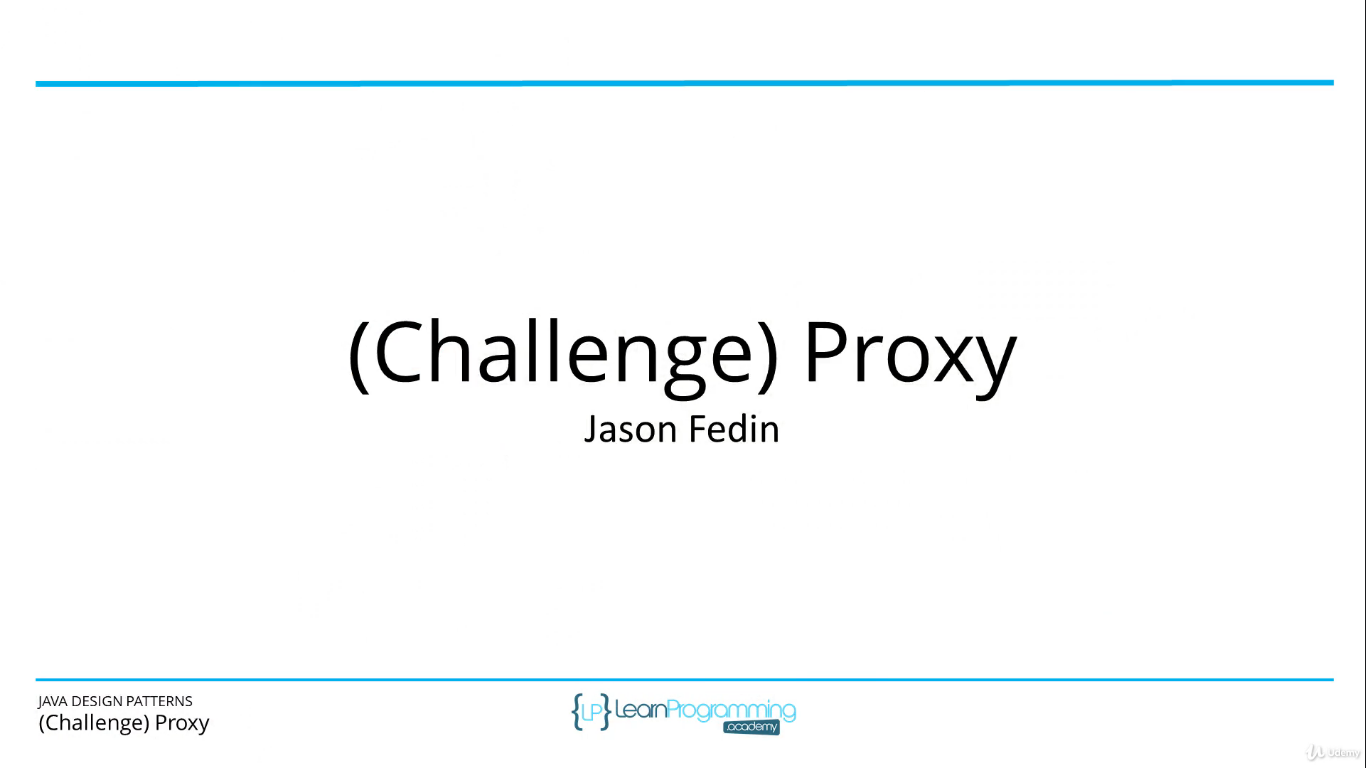 (Challenge) Proxy
Jason Fedin
JAVA DESIGN PATTERNS
(Challenge) Proxy
{LP} LearnProgramming
.academy
Udemy